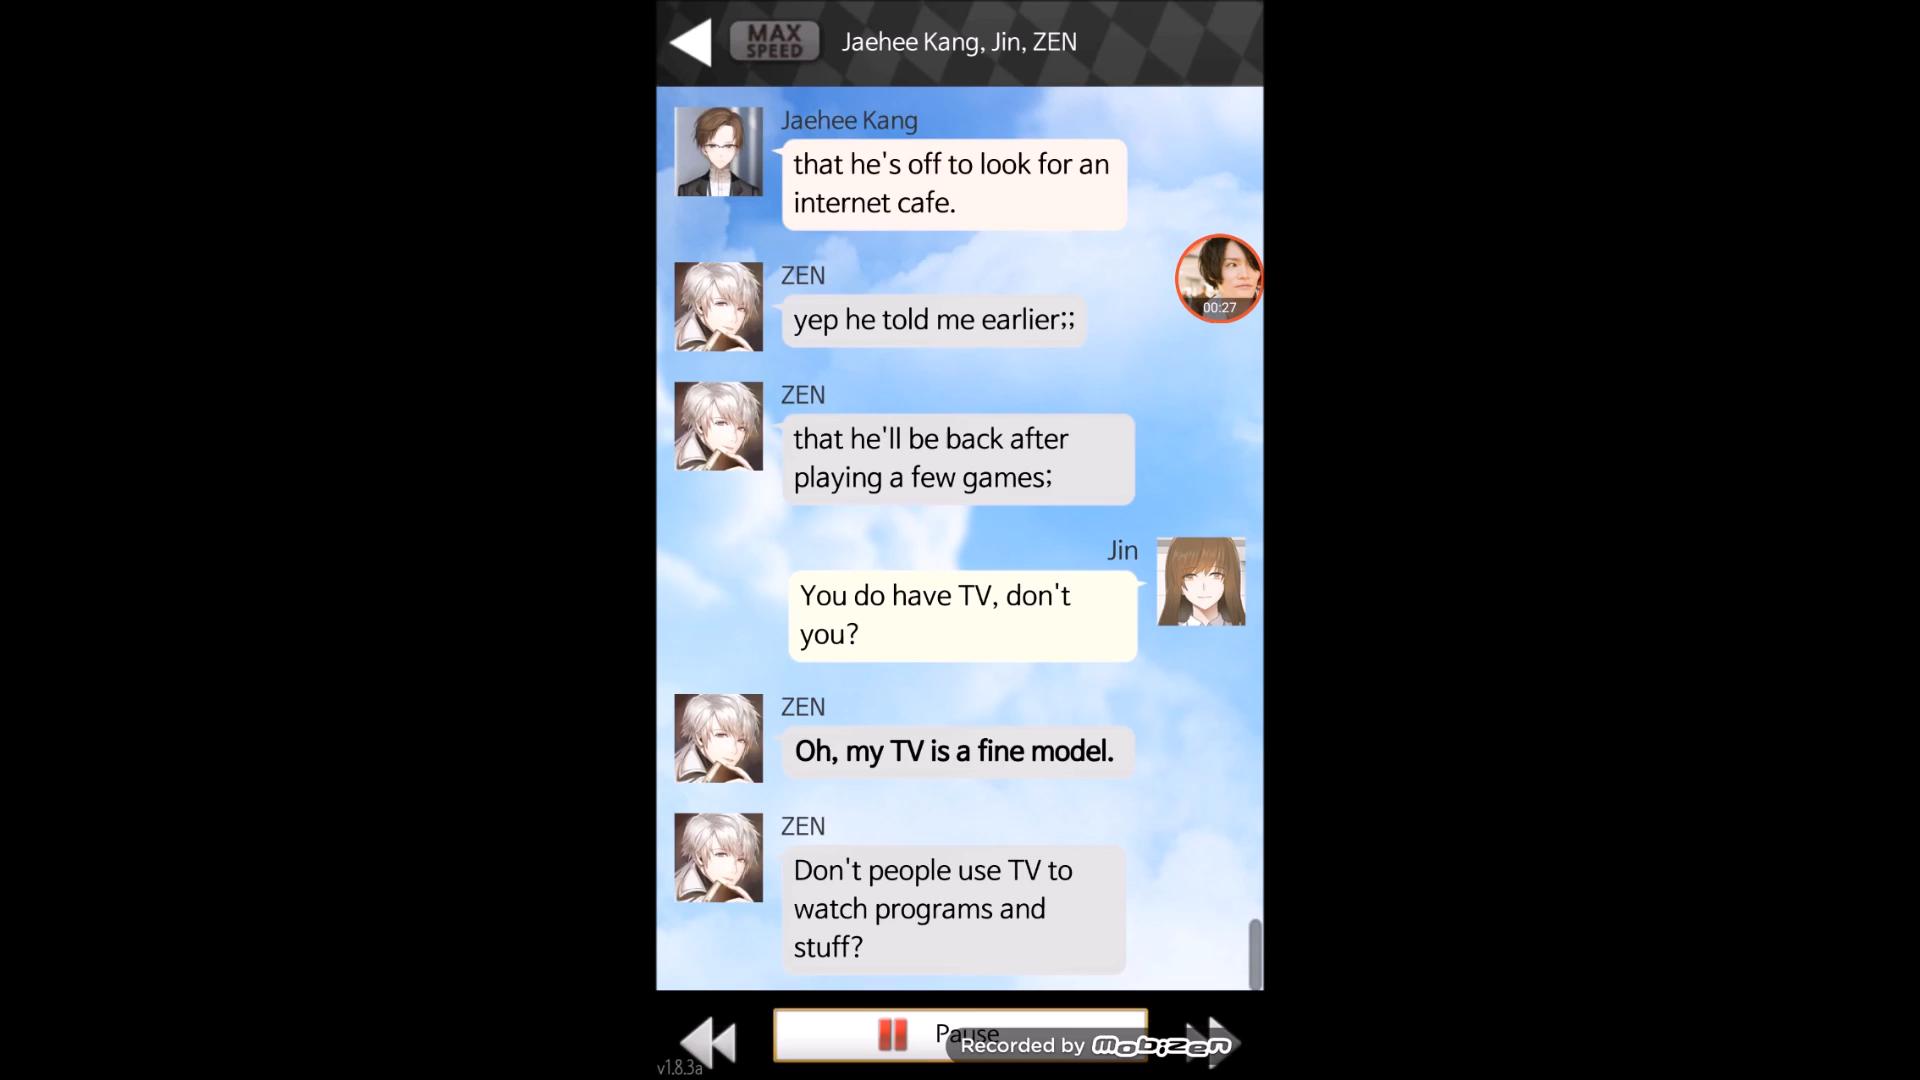 MAX
SPEED
Jaehee Kang, Jin, ZEN
Jaehee Kang
that he's off to look for an
internet cafe.
00:27
ZEN
yep he told me earlier;;
ZEN
that he'll be back after
playing a few games;
Jin
You do have TV, don't
you?
ZEN
Oh, my TV is a fine model.
ZEN
Don't people use TV to
watch programs and
stuff?
Pause
Recorded by Mobizen
v1.8.3a